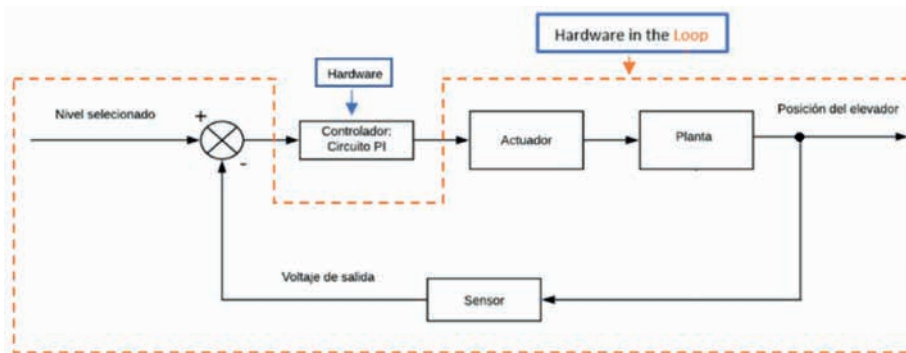 Hardware in the Loop
Hardware
Nivel selecionado
+
Controlador:
Circuito PI
Actuador
Planta
Posición del elevador
-
Voltaje de salida
Sensor